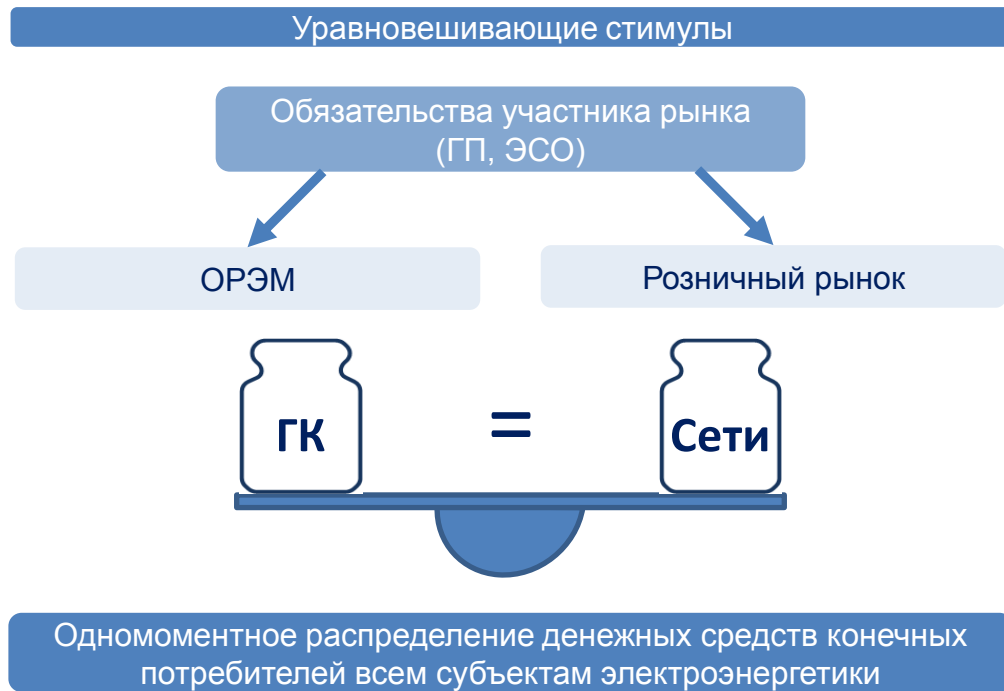 Уравновешивающие стимулы
Обязательства участника рынка
(ГП, ЭСО)
ОРЭМ
Розничный рынок
ГК
=
Сети
Одномоментное распределение денежных средств конечных
потребителей всем субъектам электроэнергетики